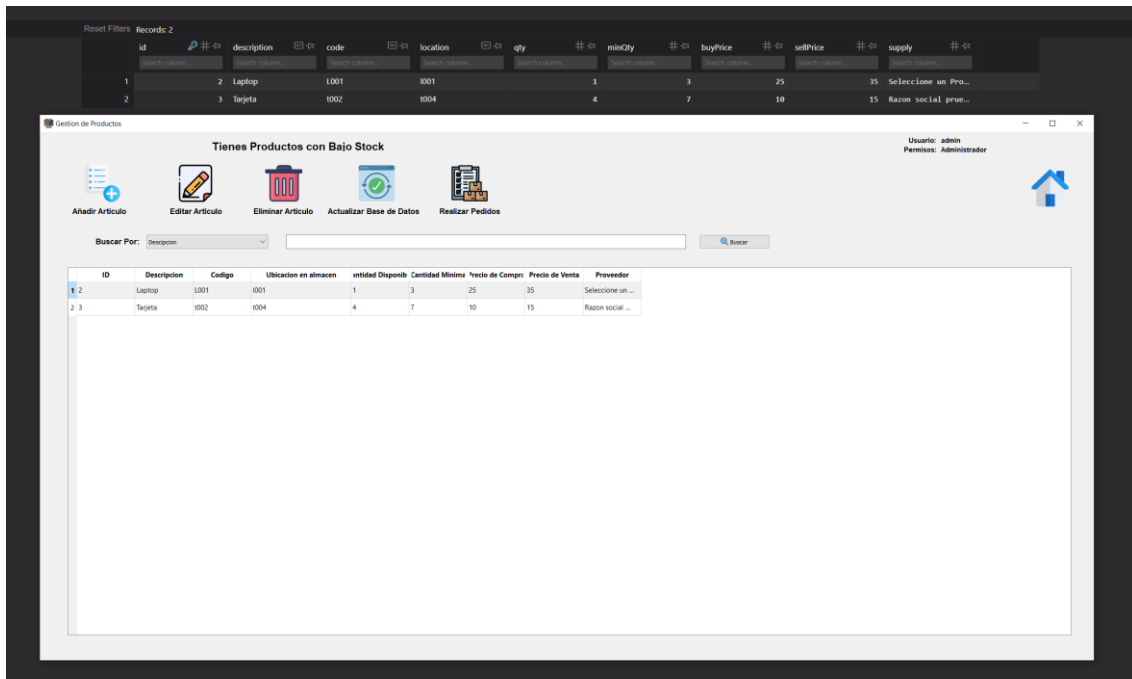 Reset Filters Records: 2
id description code location qty minQty buyPrice sellPrice supply
Search column... Search column... Search column... Search column... Search column... Search column... Search column... Search column... Search column...
1 2 Laptop L001 l001 1 3 25 35 Seleccione un Pro...
2 3 Tarjeta t002 t004 4 7 10 15 Razon social prue...
Gestion de Productos
Tienes Productos con Bajo Stock
Usuario: admin
Permisos: Administrador
Añadir Articulo Editar Articulo Eliminar Articulo Actualizar Base de Datos Realizar Pedidos
Buscar Por: Descipcion Buscar
ID Descripcion Codigo Ubicacion en almacen antidad Disponib Cantidad Minima Precio de Compra Precio de Venta Proveedor
1 2 Laptop L001 l001 1 3 25 35 Seleccione un ...
2 3 Tarjeta t002 t004 4 7 10 15 Razon social ...